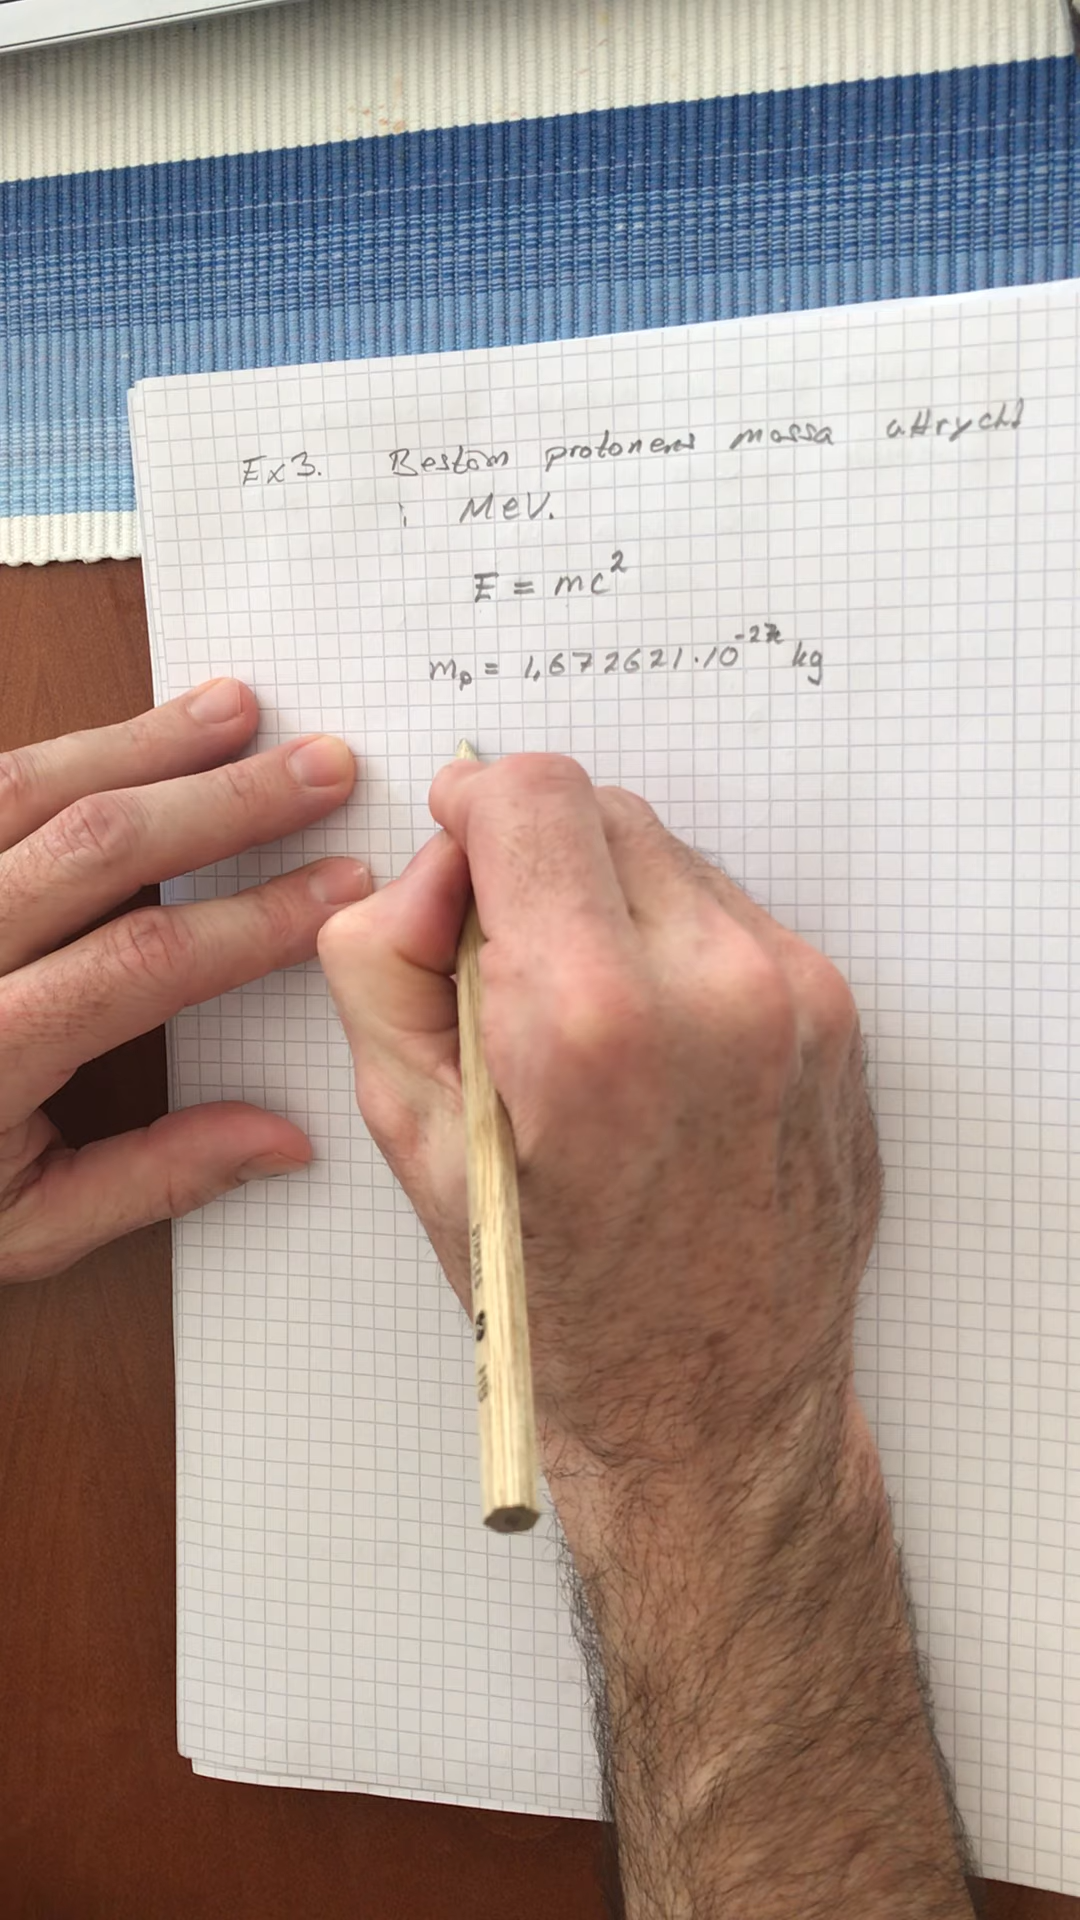 Ex 3. Bestäm protonens massa uttryckt
i MeV.
E = mc²
mp = 1,672621·10⁻²⁷ kg